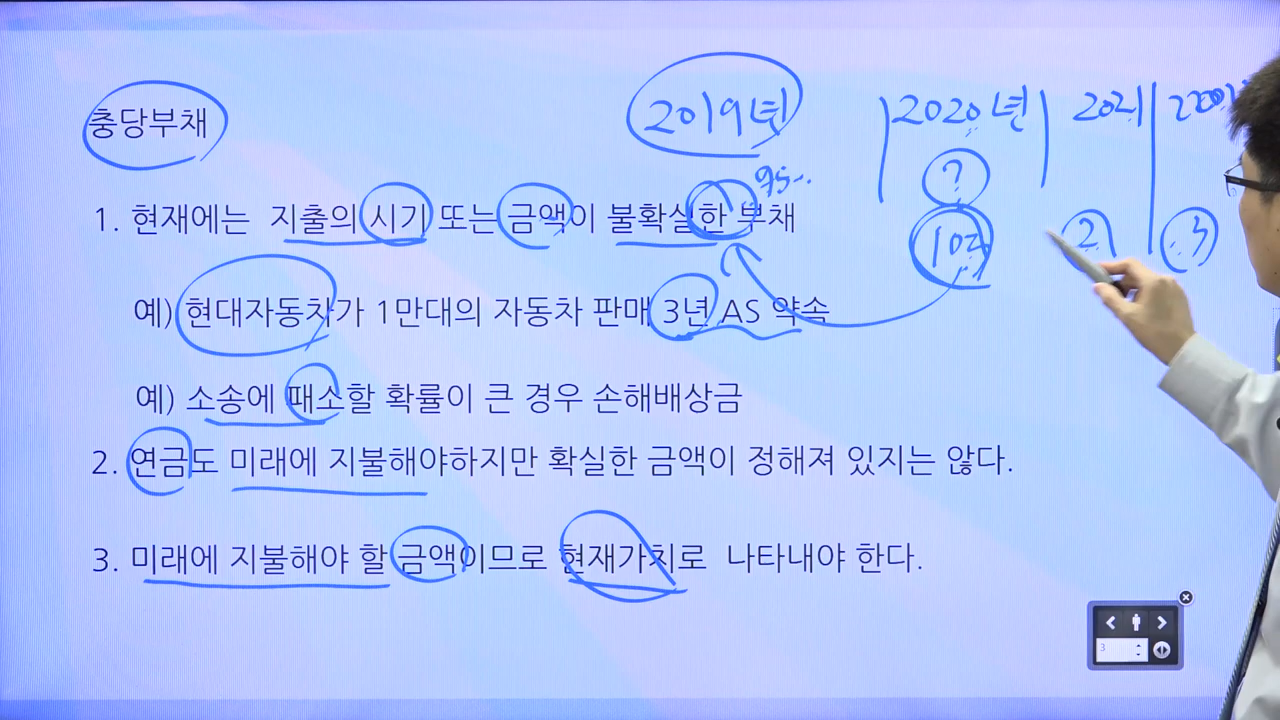 충당부채
2019년
2020년 2021
?
10억 2 3
1. 현재에는 지출의 시기 또는 금액이 불확실한 부채
예) 현대자동차가 1만대의 자동차 판매 3년 AS 약속
예) 소송에 패소할 확률이 큰 경우 손해배상금
2. 연금도 미래에 지불해야하지만 확실한 금액이 정해져 있지는 않다.
3. 미래에 지불해야 할 금액이므로 현재가치로 나타내야 한다.
3